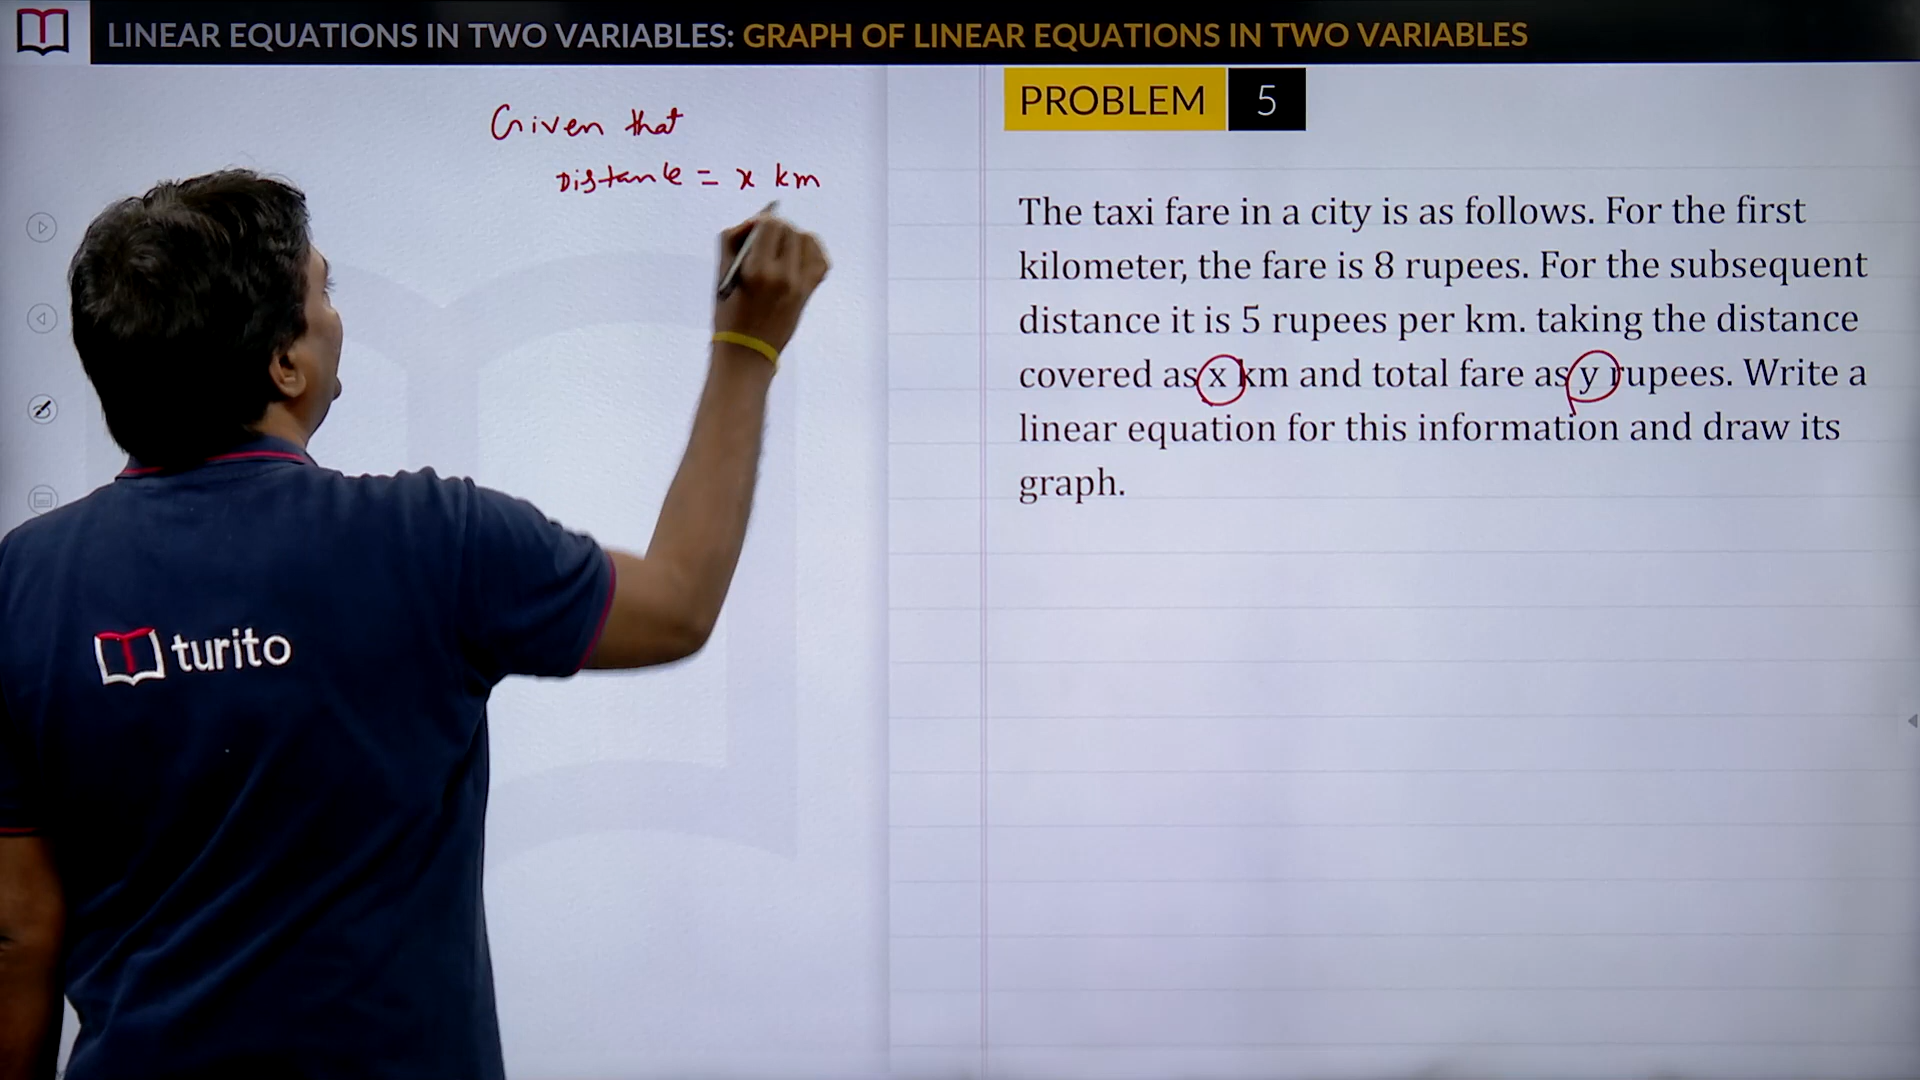 LINEAR EQUATIONS IN TWO VARIABLES: GRAPH OF LINEAR EQUATIONS IN TWO VARIABLES
Given that
Distance = x km
turito
PROBLEM 5
The taxi fare in a city is as follows. For the first
kilometer, the fare is 8 rupees. For the subsequent
distance it is 5 rupees per km. taking the distance
covered as x km and total fare as y rupees. Write a
linear equation for this information and draw its
graph.